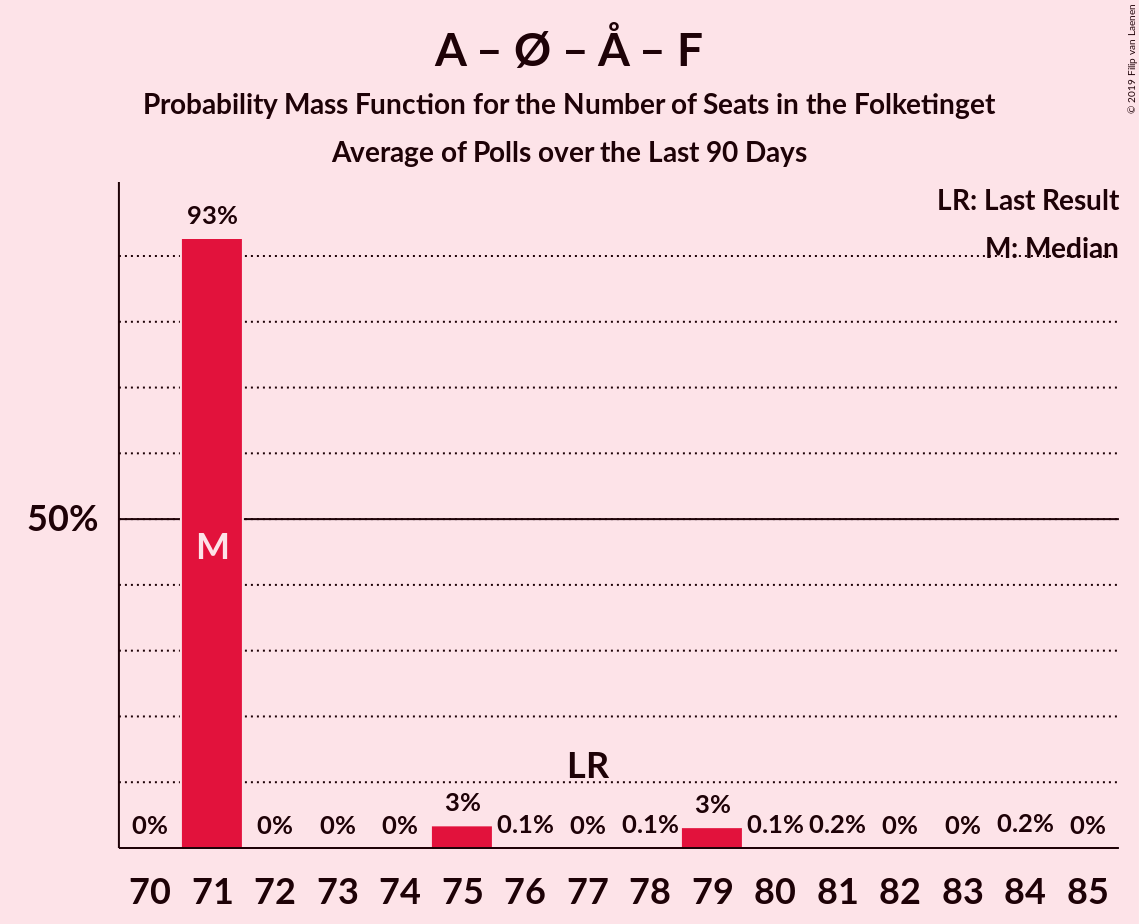 A – Ø – Å – F
Probability Mass Function for the Number of Seats in the Folketinget
Average of Polls over the Last 90 Days
© 2019 Filip van Laenen
LR: Last Result
M: Median
93%
50%
M
LR
0% 0% 0% 0% 3% 0.1% 0% 0.1% 3% 0.1% 0.2% 0% 0% 0.2% 0%
70 71 72 73 74 75 76 77 78 79 80 81 82 83 84 85